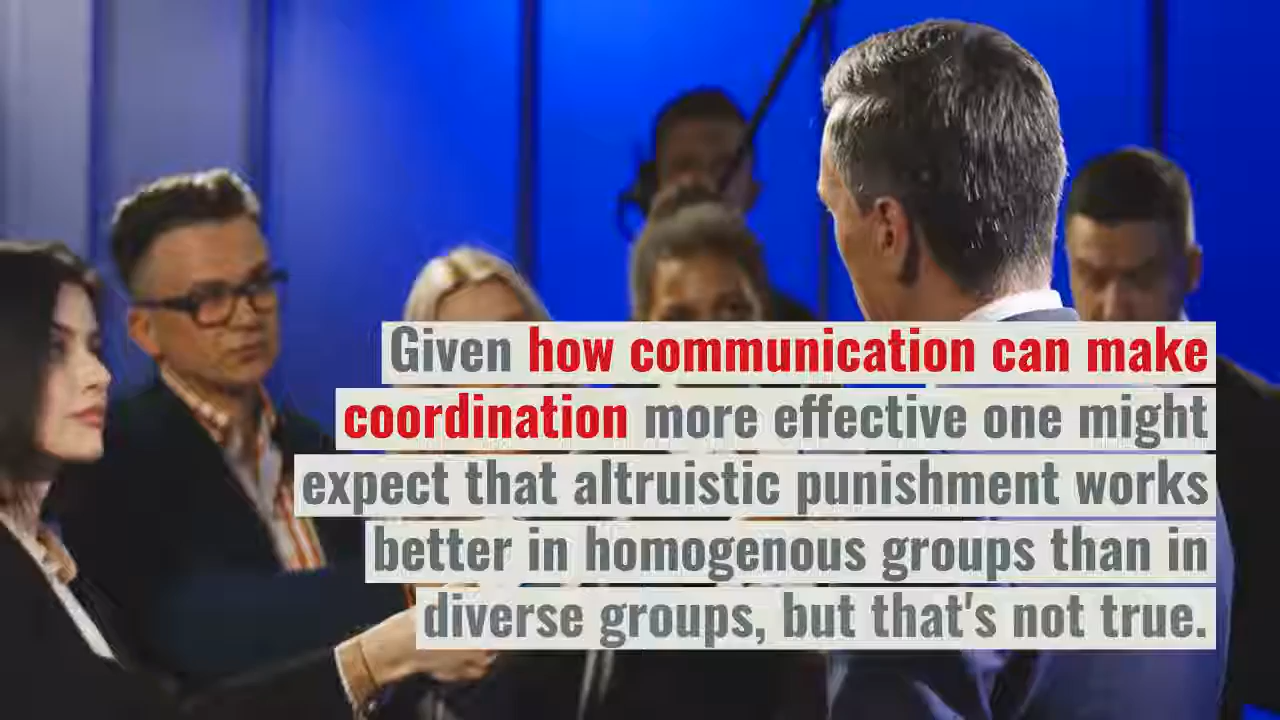 Given how communication can make
coordination more effective one might
expect that altruistic punishment works
better in homogenous groups than in
diverse groups, but that's not true.